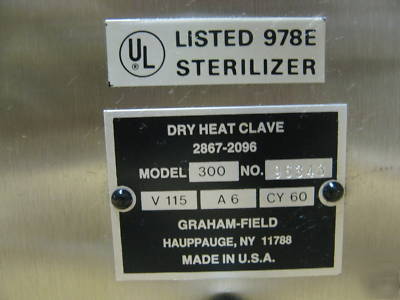 UL
LISTED 978E
STERILIZER
DRY HEAT CLAVE
2867-2096
MODEL 300 NO.
V 115 A 6 CY 60
GRAHAM-FIELD
HAUPPAUGE, NY 11788
MADE IN U.S.A.